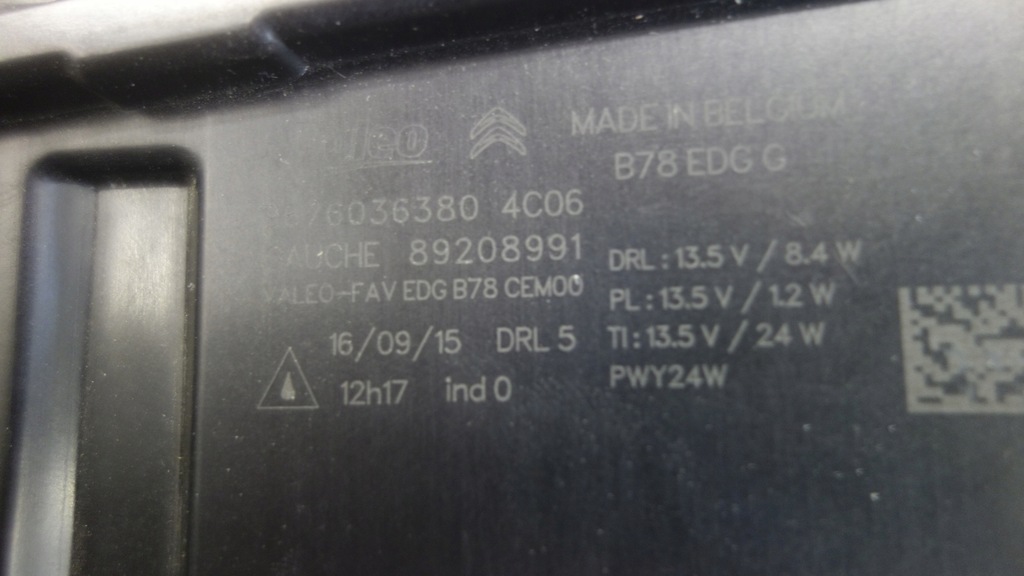 MADE IN BELGIUM
B78 EDG G
4C06
GAUCHE 89208991
VALEO-FAV EDG B78 CEM00
16/09/15 DRL 5
12h17 ind 0
DRL : 13.5 V / 8.4 W
PL : 13.5 V / 1.2 W
TI : 13.5 V / 24 W
PWY24W